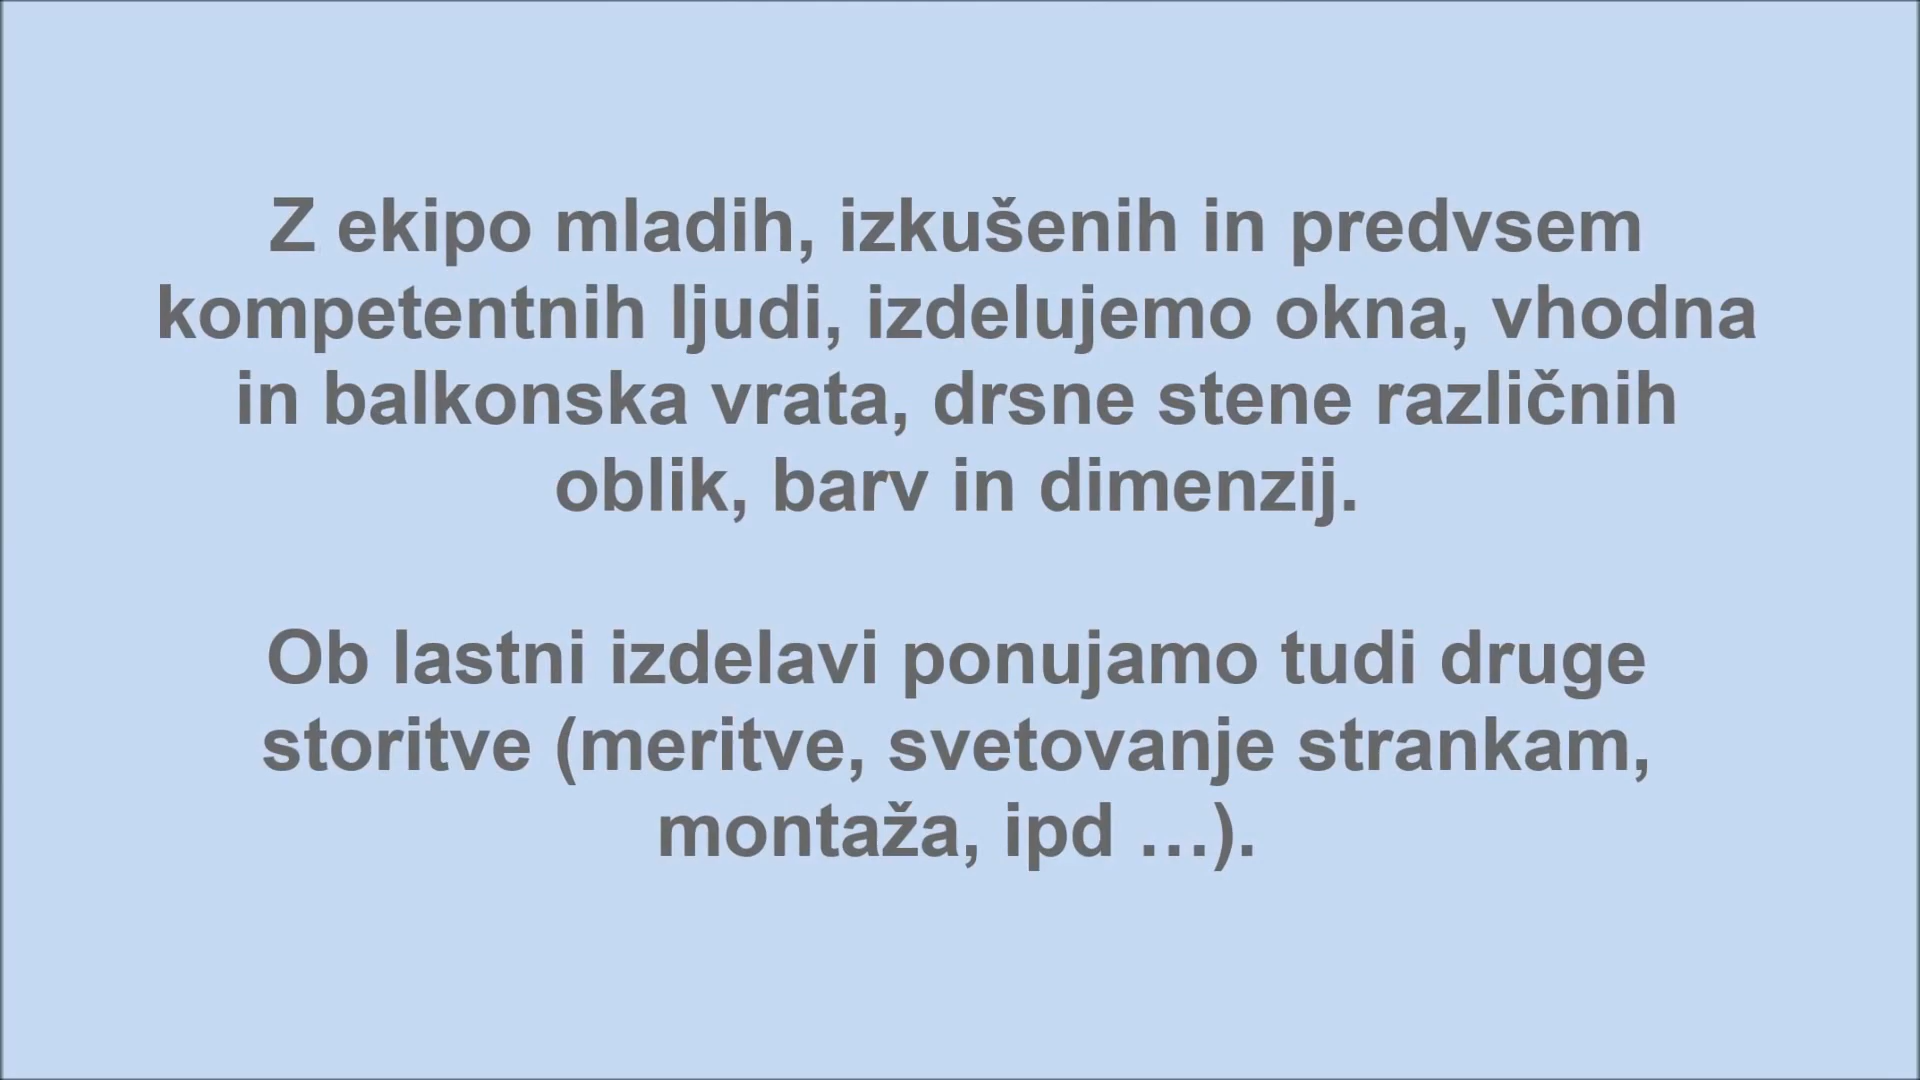 Z ekipo mladih, izkušenih in predvsem
kompetentnih ljudi, izdelujemo okna, vhodna
in balkonska vrata, drsne stene različnih
oblik, barv in dimenzij.
Ob lastni izdelavi ponujamo tudi druge
storitve (meritve, svetovanje strankam,
montaža, ipd …).